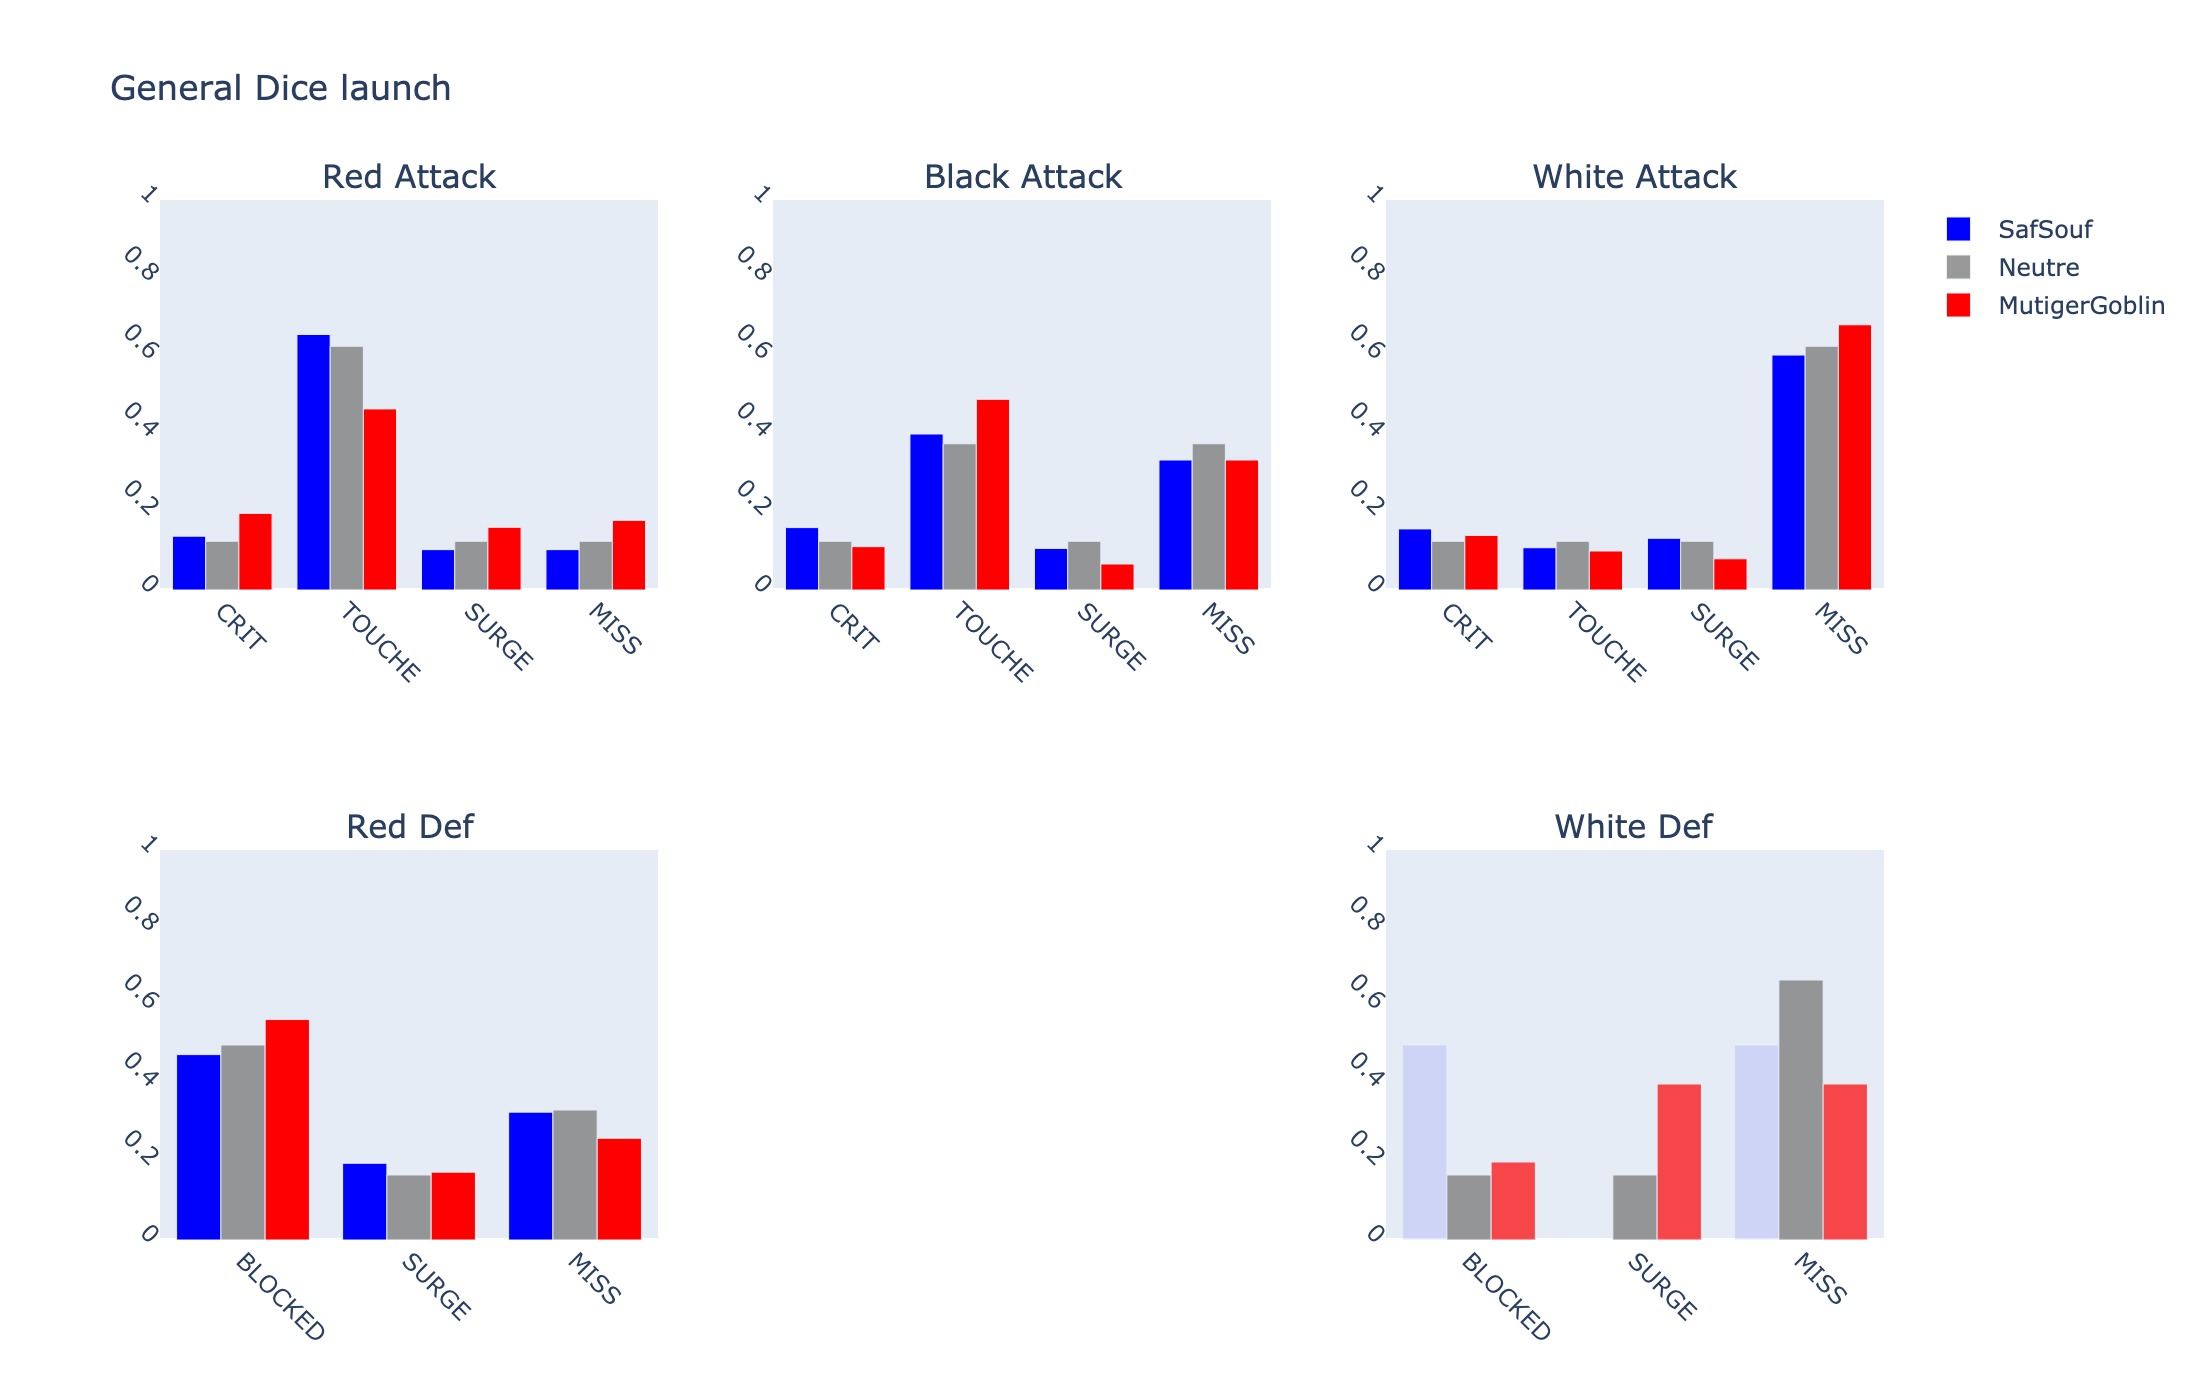 General Dice launch
Red Attack
1
0.8
0.6
0.4
0.2
0
CRIT
TOUCHE
SURGE
MISS
Black Attack
1
0.8
0.6
0.4
0.2
0
CRIT
TOUCHE
SURGE
MISS
White Attack
1
0.8
0.6
0.4
0.2
0
CRIT
TOUCHE
SURGE
MISS
SafSouf
Neutre
MutigerGoblin
Red Def
1
0.8
0.6
0.4
0.2
0
BLOCKED
SURGE
MISS
White Def
1
0.8
0.6
0.4
0.2
0
BLOCKED
SURGE
MISS